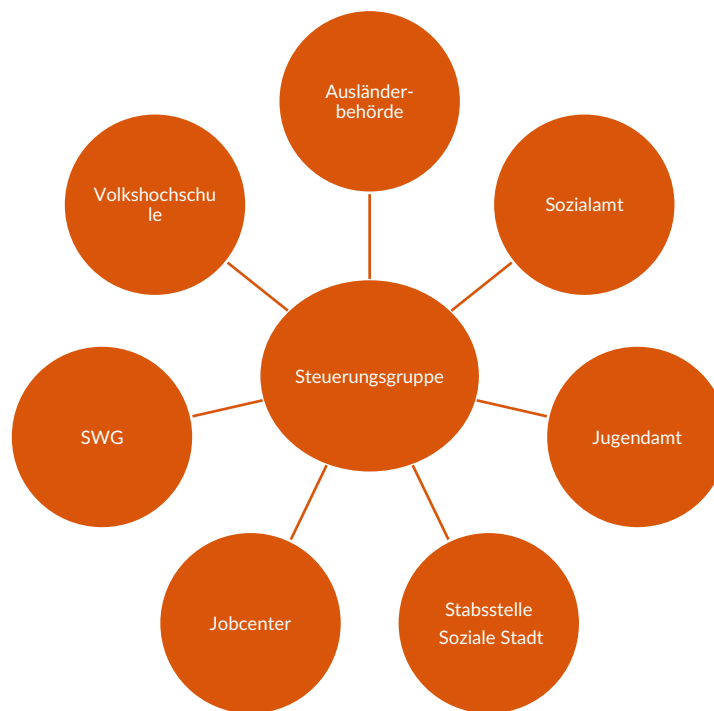 Ausländer-
behörde
Volkshochschu
le
Sozialamt
Steuerungsgruppe
SWG
Jugendamt
Jobcenter
Stabsstelle
Soziale Stadt